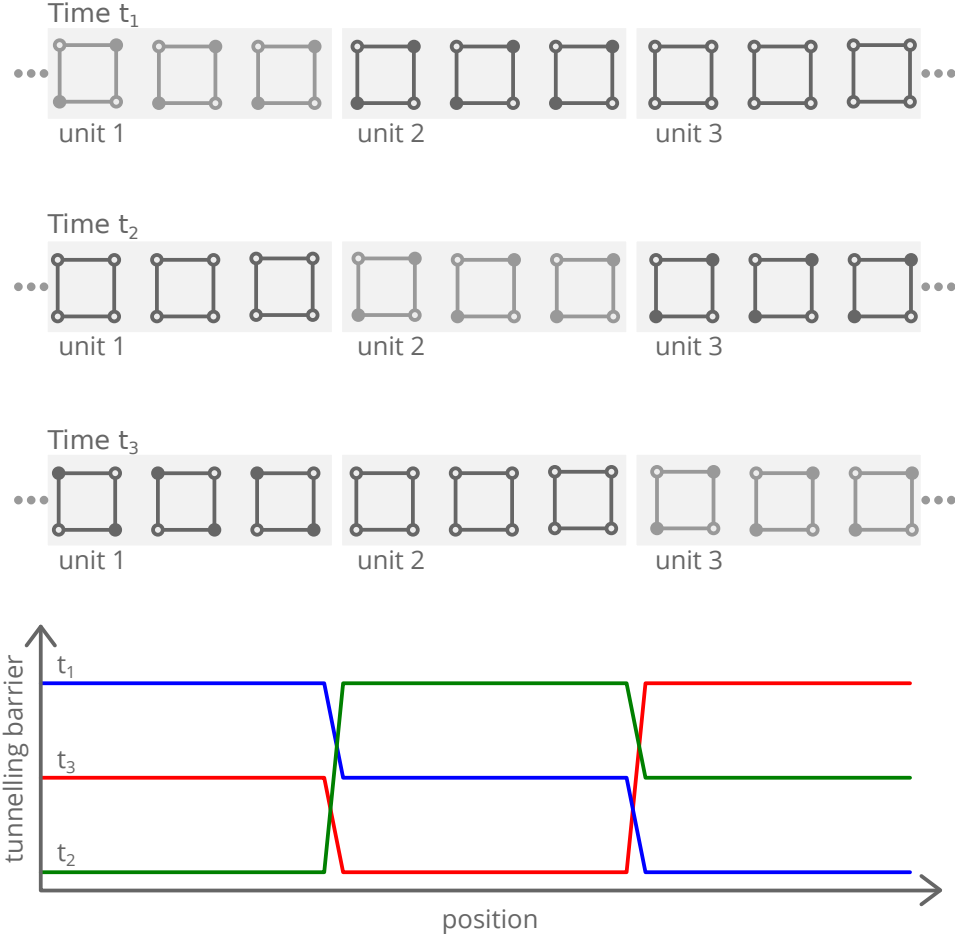 Time t₁
unit 1 unit 2 unit 3
Time t₂
unit 1 unit 2 unit 3
Time t₃
unit 1 unit 2 unit 3
tunnelling barrier
t₁
t₃
t₂
position